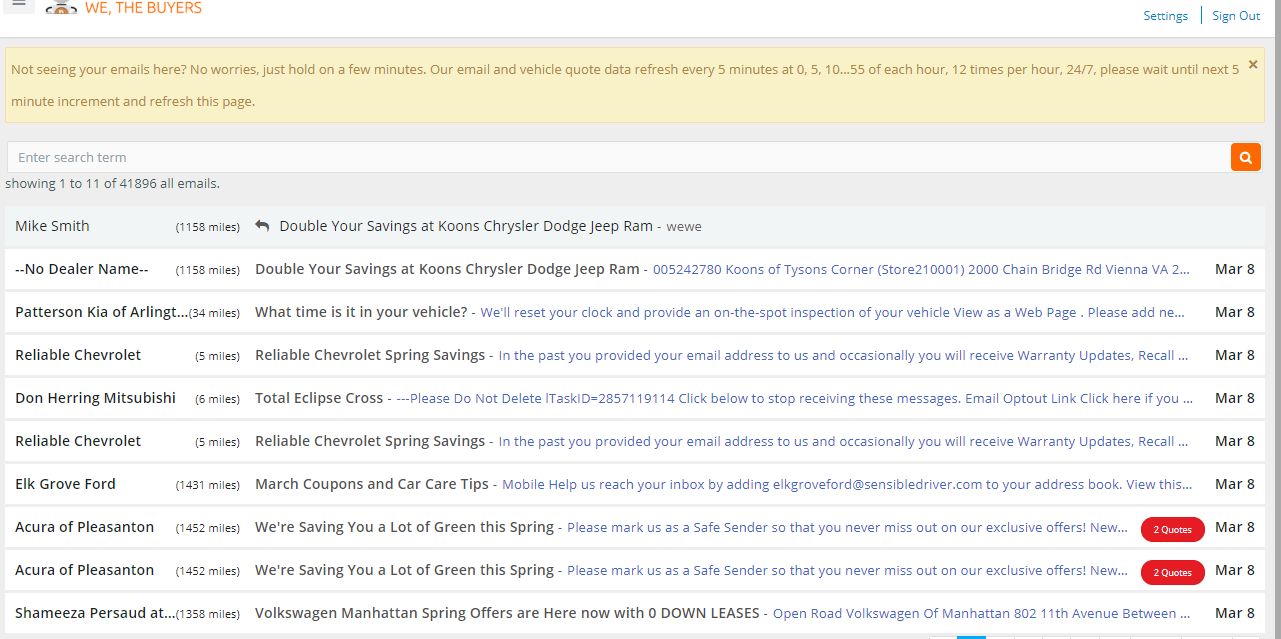 WE, THE BUYERS
Settings Sign Out
Not seeing your emails here? No worries, just hold on a few minutes. Our email and vehicle quote data refresh every 5 minutes at 0, 5, 10...55 of each hour, 12 times per hour, 24/7, please wait until next 5 ×
minute increment and refresh this page.
Enter search term
showing 1 to 11 of 41896 all emails.
Mike Smith (1158 miles) Double Your Savings at Koons Chrysler Dodge Jeep Ram - wewe
--No Dealer Name-- (1158 miles) Double Your Savings at Koons Chrysler Dodge Jeep Ram - 005242780 Koons of Tysons Corner (Store210001) 2000 Chain Bridge Rd Vienna VA 2... Mar 8
Patterson Kia of Arlingt...(34 miles) What time is it in your vehicle? - We'll reset your clock and provide an on-the-spot inspection of your vehicle View as a Web Page . Please add ne... Mar 8
Reliable Chevrolet (5 miles) Reliable Chevrolet Spring Savings - In the past you provided your email address to us and occasionally you will receive Warranty Updates, Recall ... Mar 8
Don Herring Mitsubishi (6 miles) Total Eclipse Cross - ---Please Do Not Delete lTaskID=2857119114 Click below to stop receiving these messages. Email Optout Link Click here if you ... Mar 8
Reliable Chevrolet (5 miles) Reliable Chevrolet Spring Savings - In the past you provided your email address to us and occasionally you will receive Warranty Updates, Recall ... Mar 8
Elk Grove Ford (1431 miles) March Coupons and Car Care Tips - Mobile Help us reach your inbox by adding elkgroveford@sensibledriver.com to your address book. View this... Mar 8
Acura of Pleasanton (1452 miles) We're Saving You a Lot of Green this Spring - Please mark us as a Safe Sender so that you never miss out on our exclusive offers! New... 2 Quotes Mar 8
Acura of Pleasanton (1452 miles) We're Saving You a Lot of Green this Spring - Please mark us as a Safe Sender so that you never miss out on our exclusive offers! New... 2 Quotes Mar 8
Shameeza Persaud at...(1358 miles) Volkswagen Manhattan Spring Offers are Here now with 0 DOWN LEASES - Open Road Volkswagen Of Manhattan 802 11th Avenue Between ... Mar 8